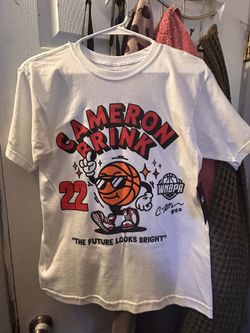 CAMERON
BRINK
22
WNBPA
"THE FUTURE LOOKS BRIGHT"